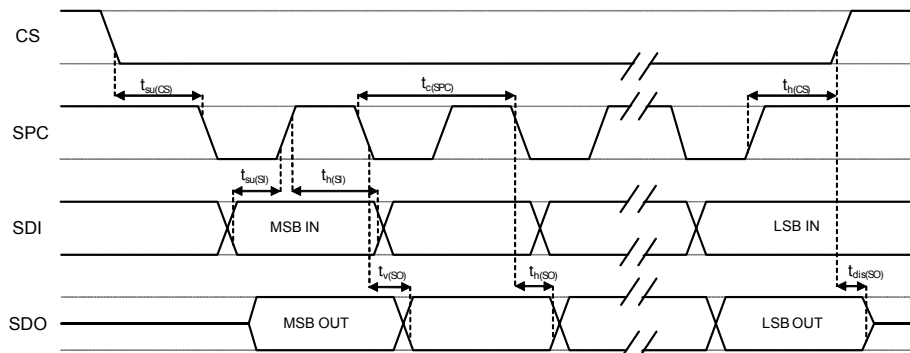 CS
t_su(CS)
t_c(SPC)
t_h(CS)
SPC
t_su(SI)
t_h(SI)
SDI
MSB IN
LSB IN
t_v(SO)
t_h(SO)
t_dis(SO)
SDO
MSB OUT
LSB OUT